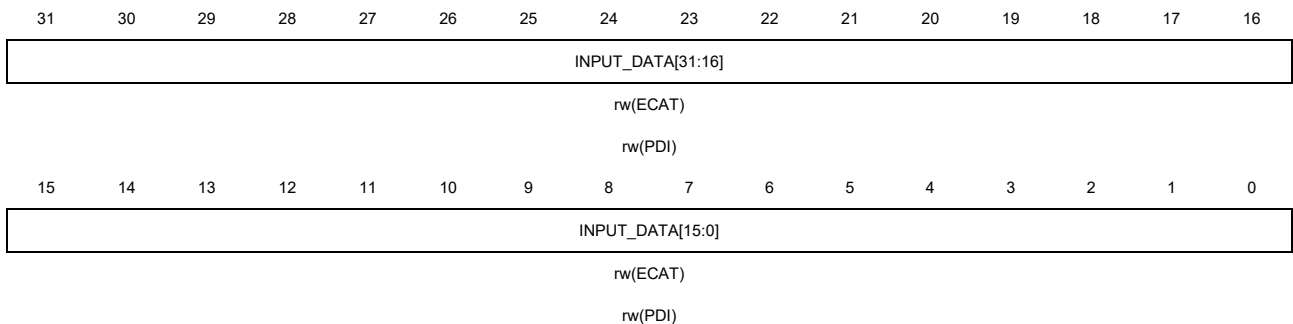 31 30 29 28 27 26 25 24 23 22 21 20 19 18 17 16
INPUT_DATA[31:16]
rw(ECAT)
rw(PDI)
15 14 13 12 11 10 9 8 7 6 5 4 3 2 1 0
INPUT_DATA[15:0]
rw(ECAT)
rw(PDI)